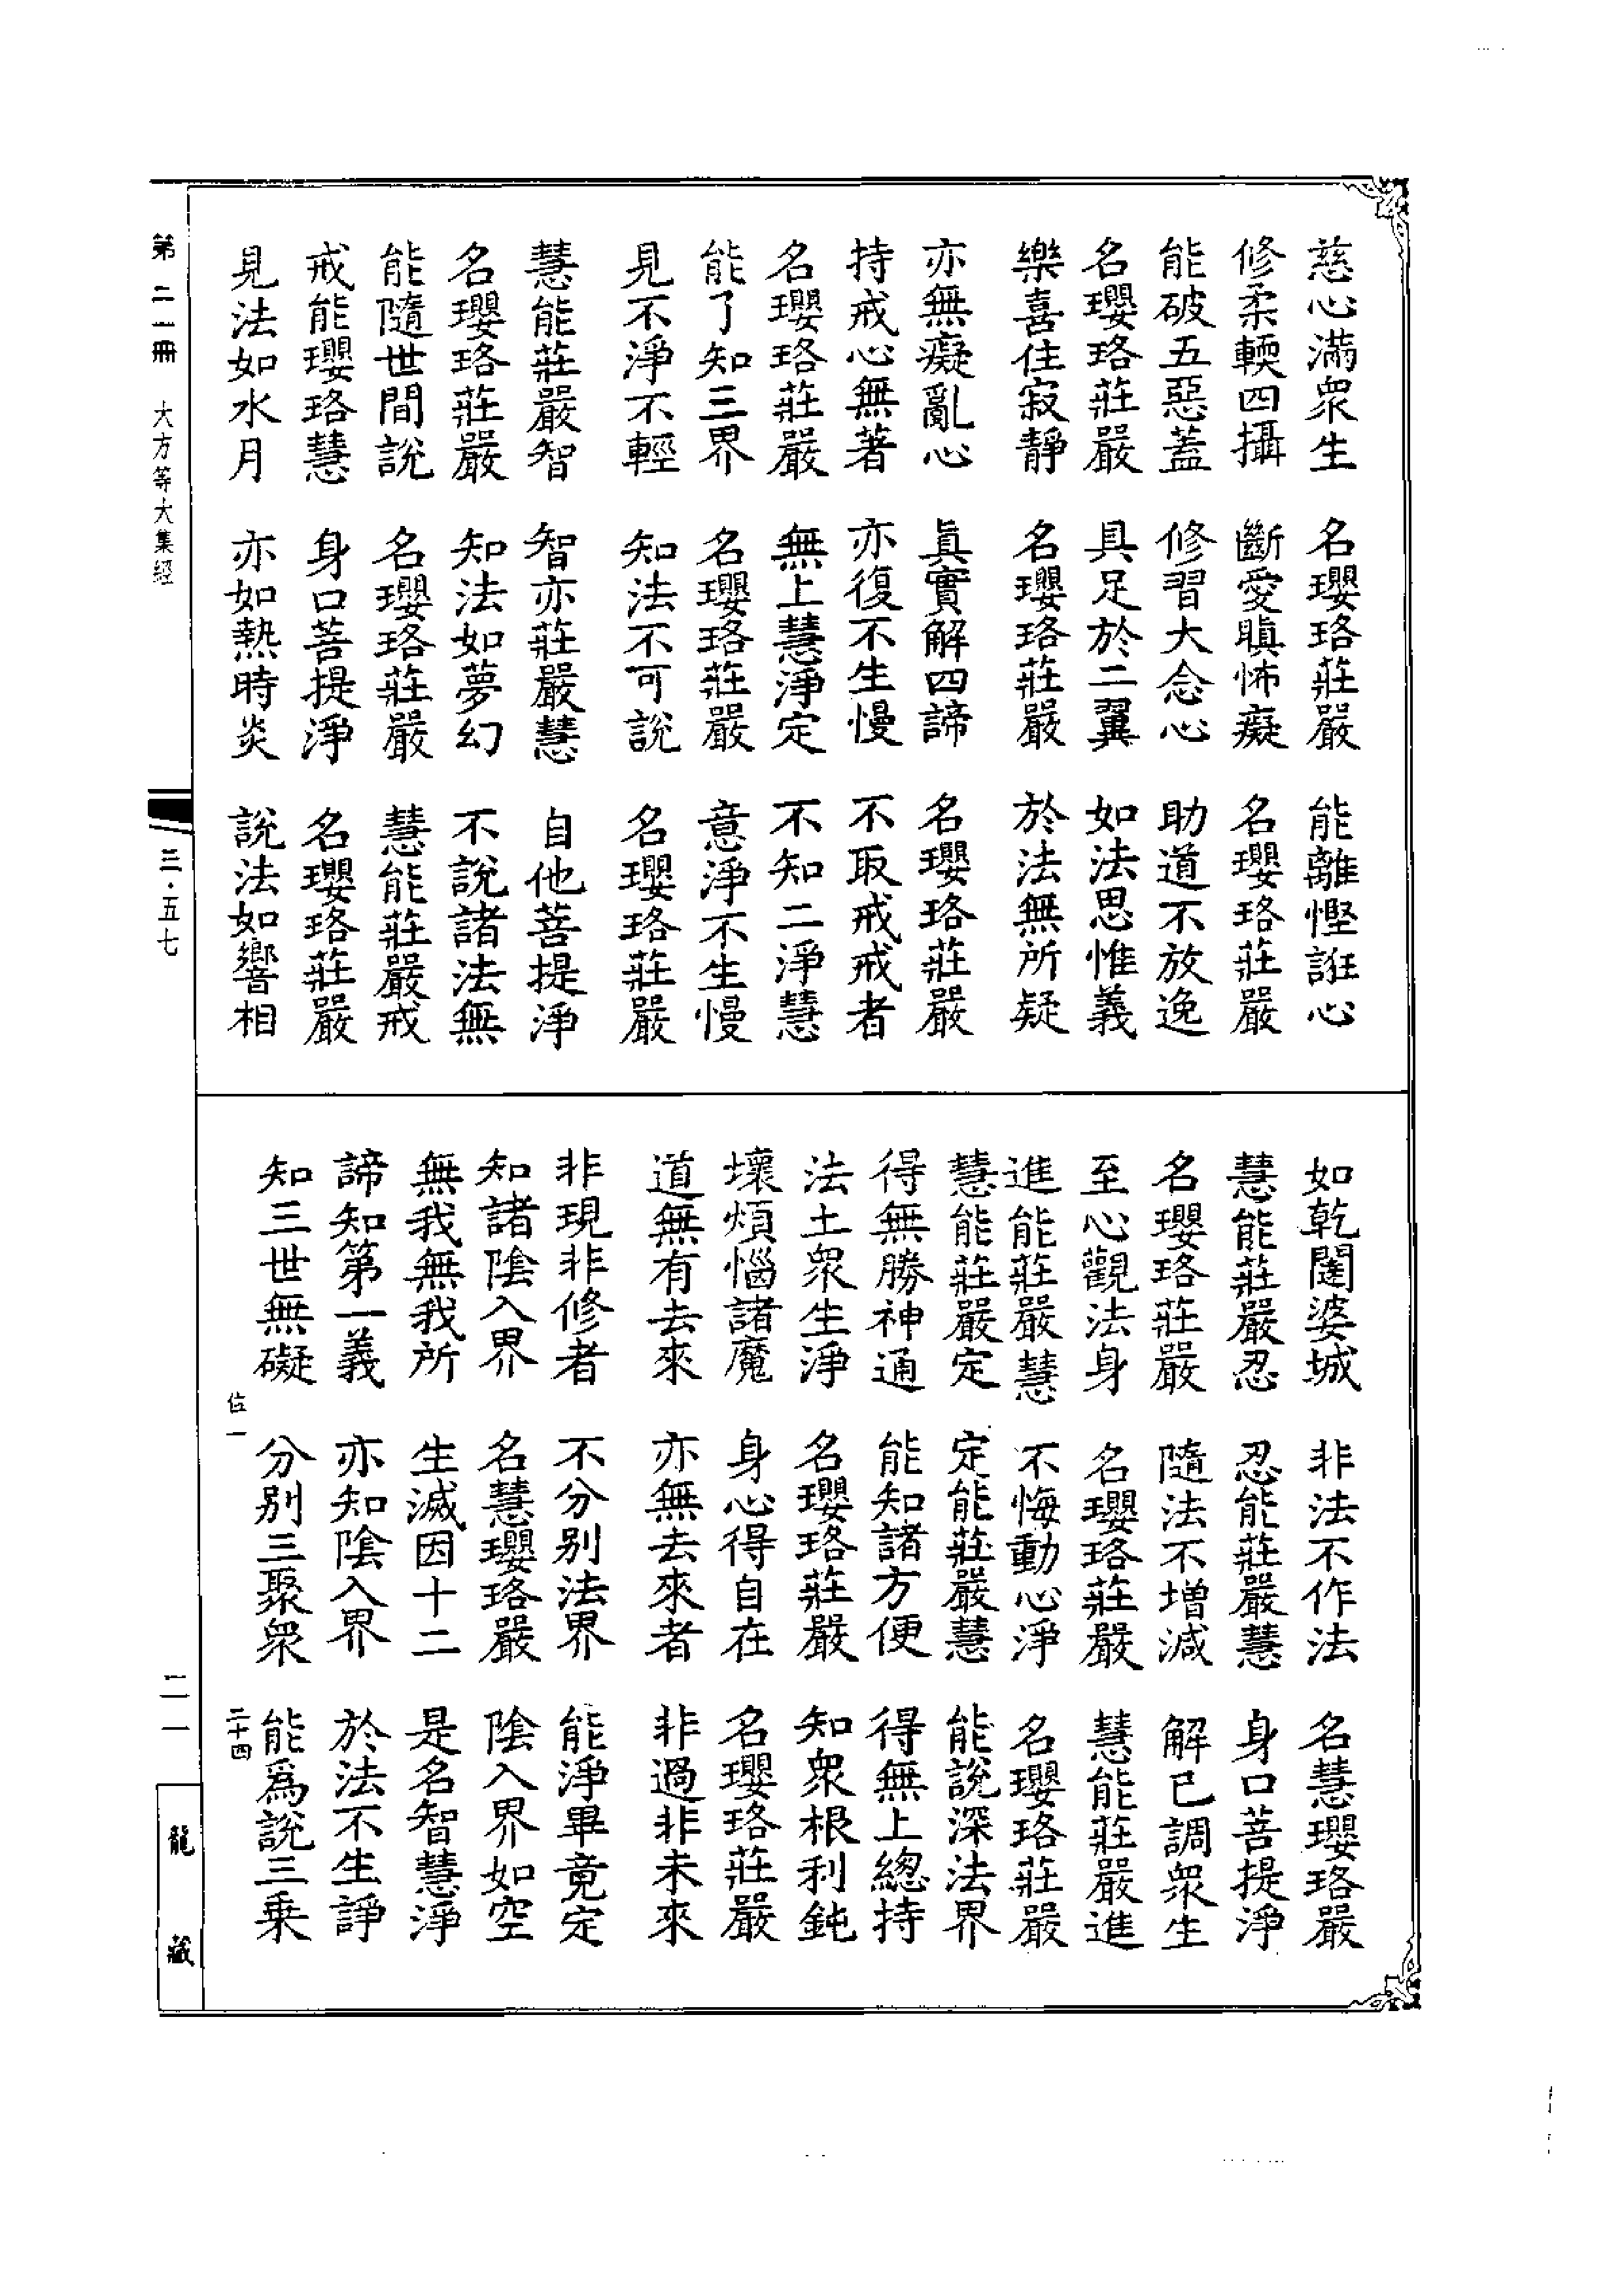 慈心滿衆生　名瓔珞莊嚴　能離慳誑心
修柔輭四攝　斷愛瞋怖癡　名瓔珞莊嚴
能破五惡蓋　修習大念心　助道不放逸
名瓔珞莊嚴　具足於二翼　如法思惟義
樂喜住寂靜　名瓔珞莊嚴　於法無所疑
亦無癡亂心　真實解四諦　名瓔珞莊嚴
持戒心無著　亦復不生慢　不取戒戒者
名瓔珞莊嚴　無上慧淨定　不知二淨慧
能了知三界　名瓔珞莊嚴　意淨不生慢
見不淨不輕　知法不可說　名瓔珞莊嚴
慧能莊嚴智　智亦莊嚴慧　自他菩提淨
名瓔珞莊嚴　知法如夢幻　不說諸法無
能隨世間說　名瓔珞莊嚴　慧能莊嚴戒
戒能瓔珞慧　身口菩提淨　名瓔珞莊嚴
見法如水月　亦如熱時炎　說法如響相
如乾闥婆城　非法不作法　名慧瓔珞嚴
慧能莊嚴忍　忍能莊嚴慧　身口菩提淨
名瓔珞莊嚴　隨法不增減　解已調衆生
至心觀法身　名瓔珞莊嚴　慧能莊嚴進
進能莊嚴慧　不悔動心淨　名瓔珞莊嚴
慧能莊嚴定　定能莊嚴慧　能說深法界
得無勝神通　能知諸方便　得無上總持
法土衆生淨　名瓔珞莊嚴　知衆根利鈍
壞煩惱諸魔　身心得自在　名瓔珞莊嚴
道無有去來　亦無去來者　非過非未來
非現非修者　不分別法界　能淨畢竟定
知諸陰入界　名慧瓔珞嚴　陰入界如空
無我無我所　生滅因十二　是名智慧淨
諦知第一義　亦知陰入界　於法不生諍
知三世無礙　分別三聚衆　能爲說三乗
佐一　二十四
第二一冊　大方等大集經
三·五七
二一
龍藏